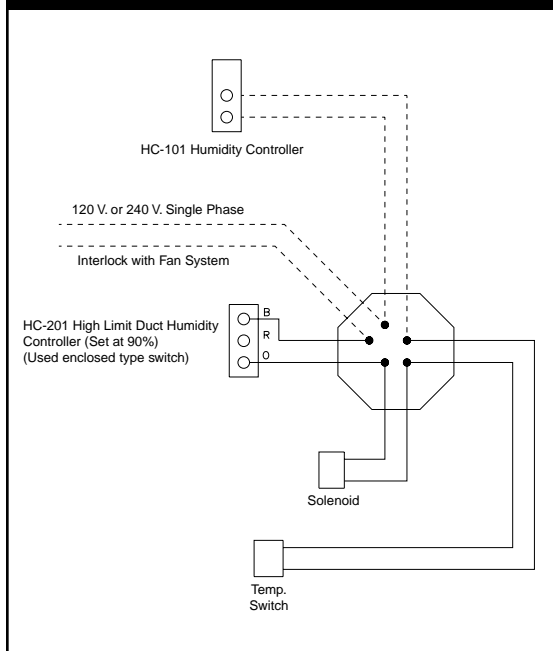 HC-101 Humidity Controller
120 V. or 240 V. Single Phase
Interlock with Fan System
HC-201 High Limit Duct Humidity
Controller (Set at 90%)
(Used enclosed type switch)
B
R
O
Solenoid
Temp.
Switch